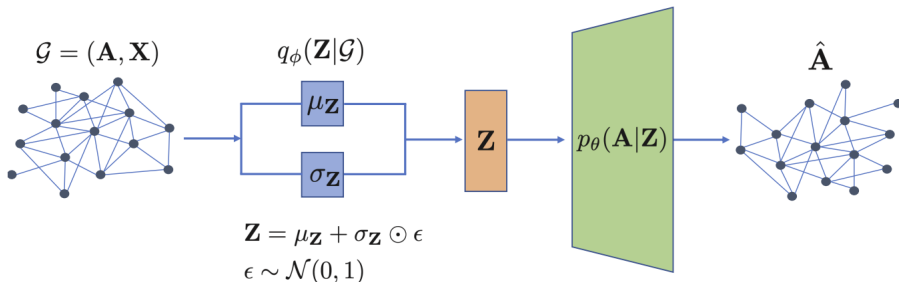 𝒢 = (𝐀, 𝐗)
q_ϕ(𝐙|𝒢)
μ_𝐙
σ_𝐙
𝐙 = μ_𝐙 + σ_𝐙 ⊙ ϵ
ϵ ∼ 𝒩(0, 1)
𝐙
p_θ(𝐀|𝐙)
𝐀̂